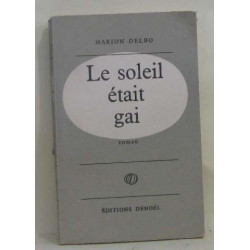 MARION DELBO
Le soleil
était
gai
roman
ÉDITIONS DENOËL